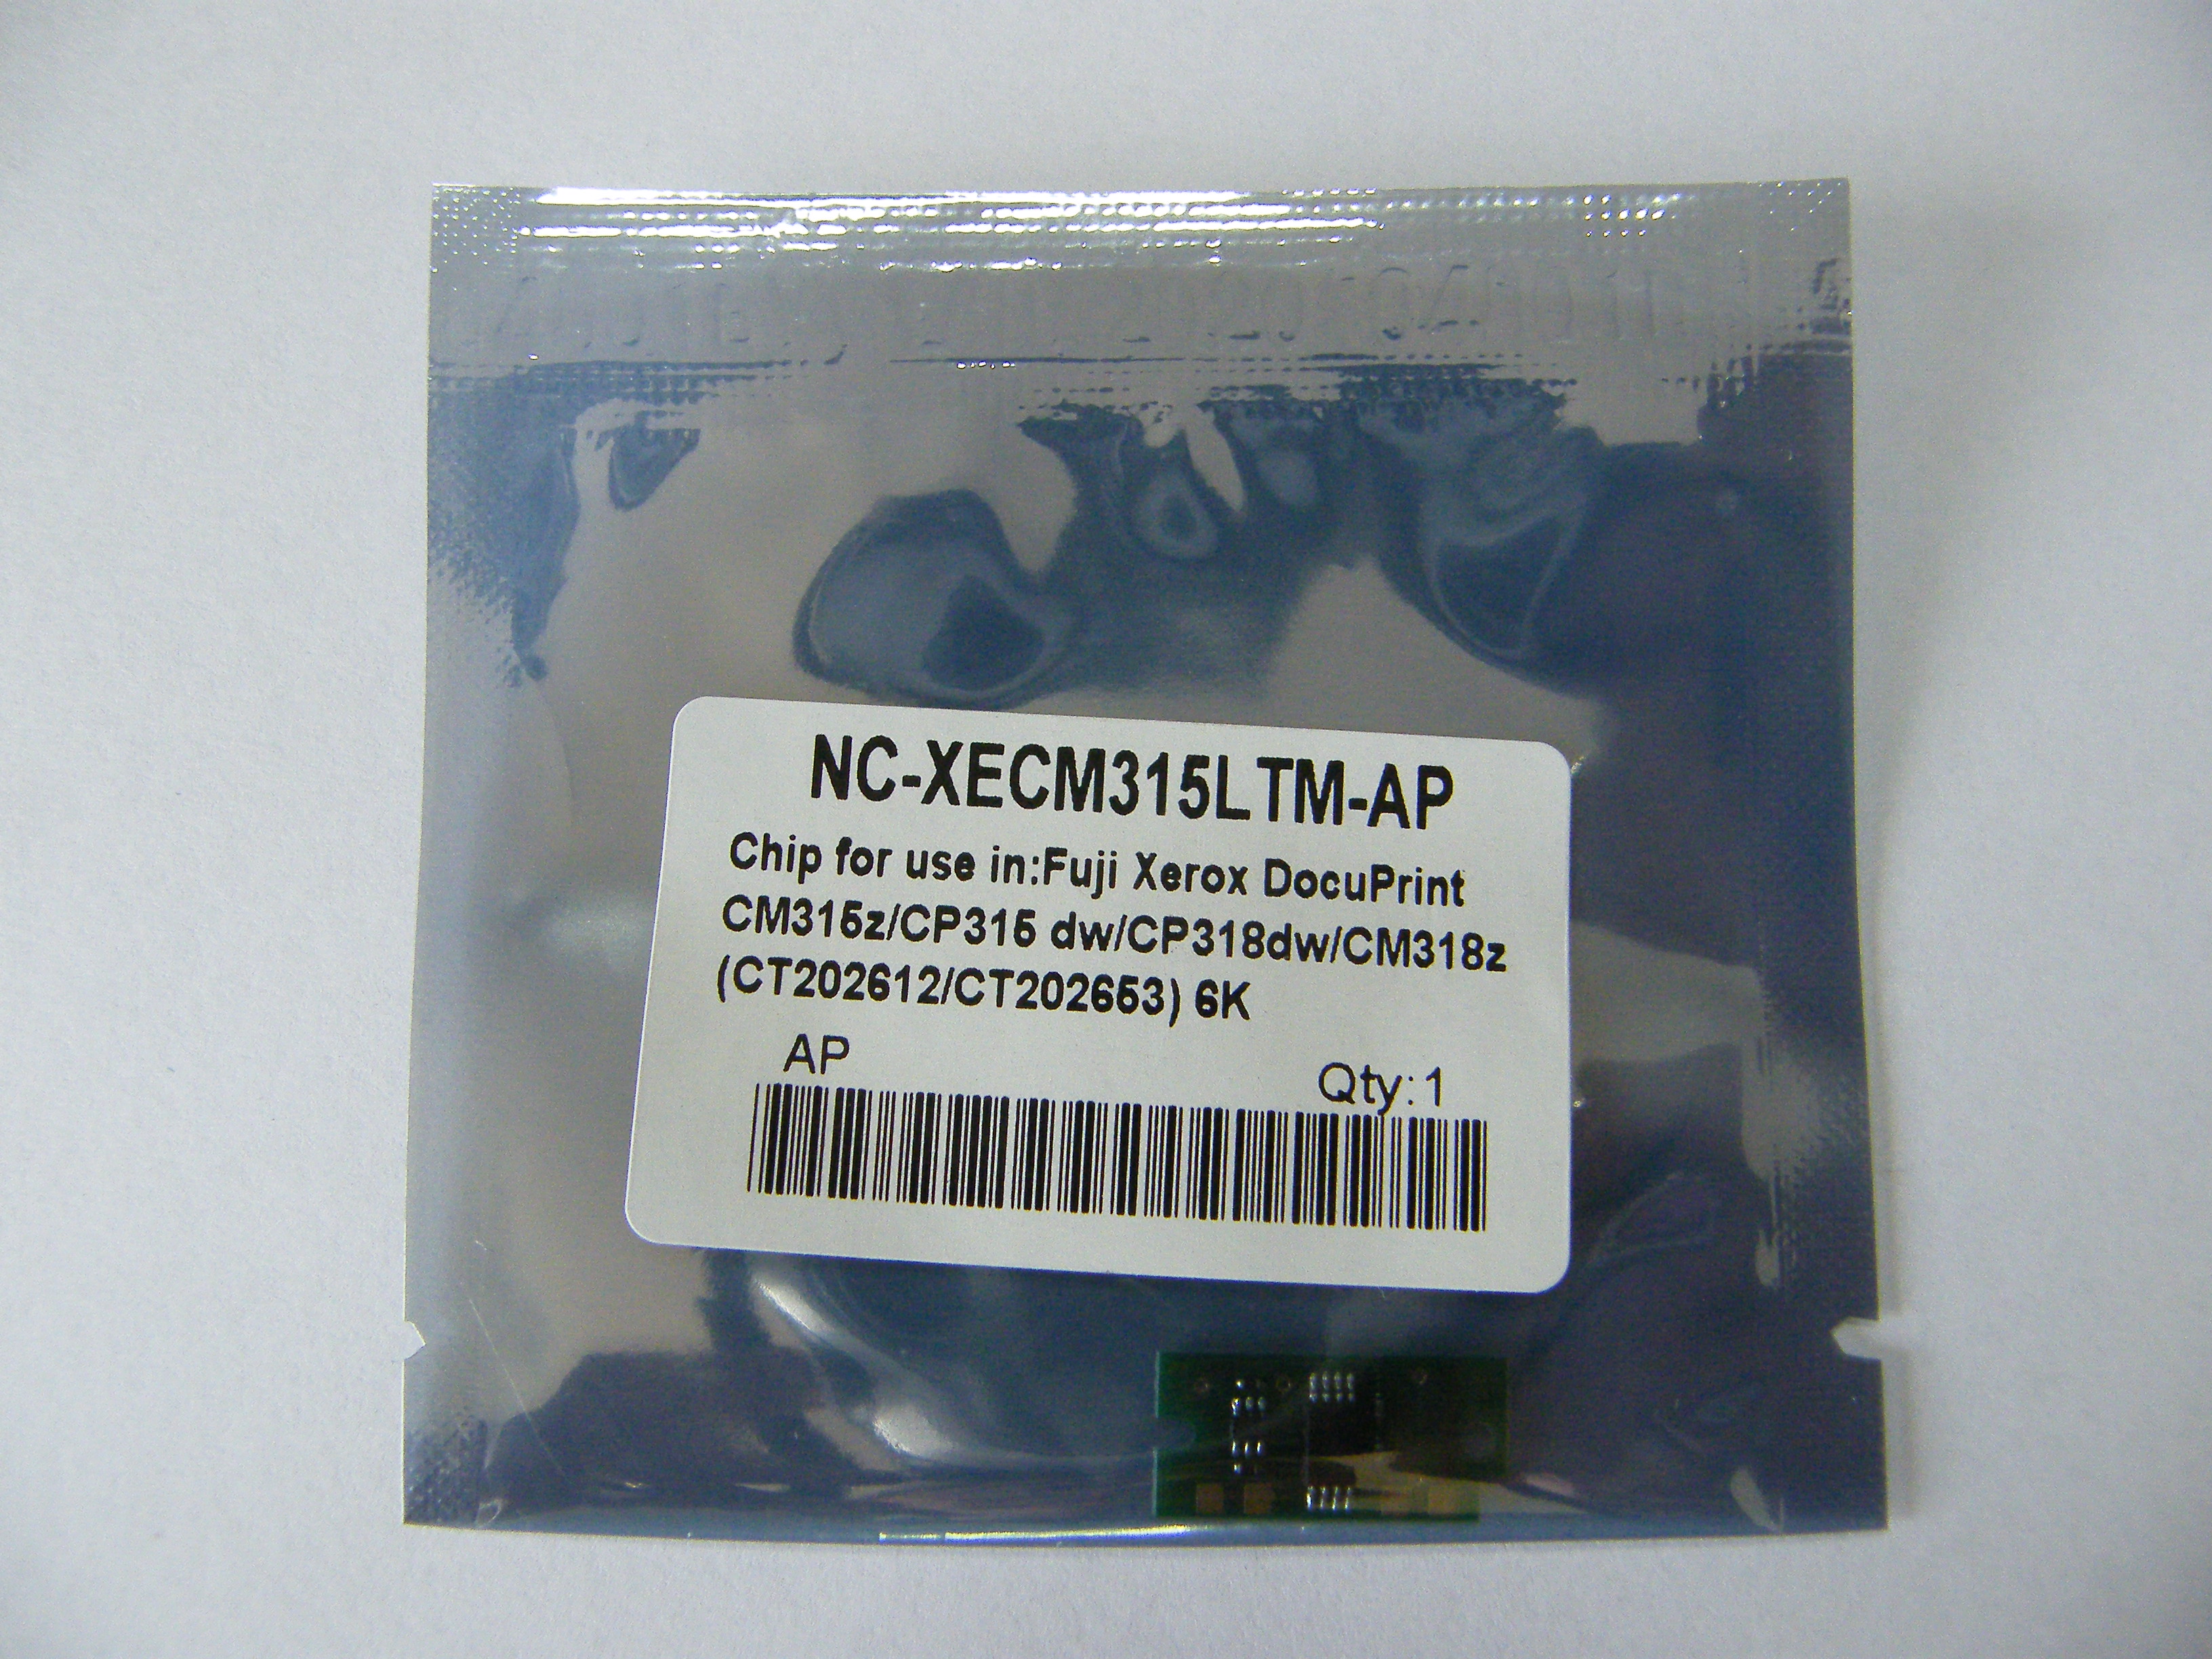 NC-XECM315LTM-AP
Chip for use in:Fuji Xerox DocuPrint
CM315z/CP315 dw/CP318dw/CM318z
(CT202612/CT202653) 6K
AP
Qty:1